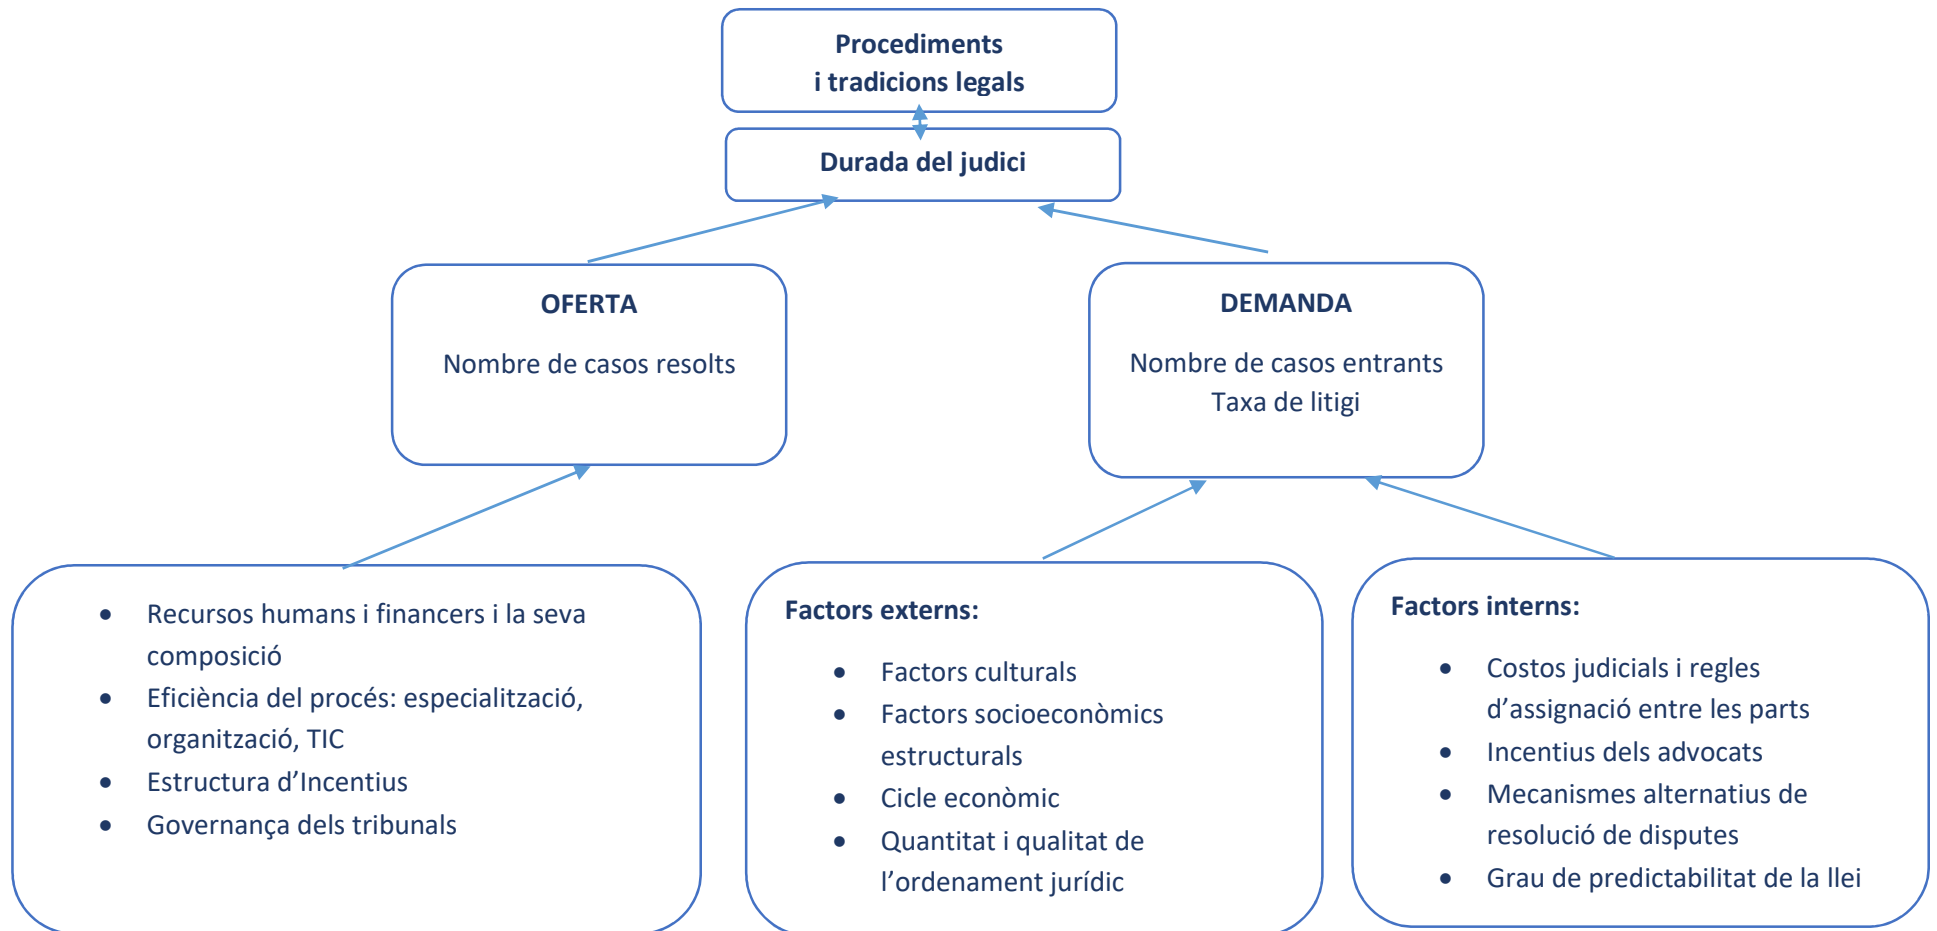 Procediments
i tradicions legals
Durada del judici
OFERTA
Nombre de casos resolts
DEMANDA
Nombre de casos entrants
Taxa de litigi
• Recursos humans i financers i la seva
composició
• Eficiència del procés: especialització,
organització, TIC
• Estructura d’Incentius
• Governança dels tribunals
Factors externs:
• Factors culturals
• Factors socioeconòmics
estructurals
• Cicle econòmic
• Quantitat i qualitat de
l’ordenament jurídic
Factors interns:
• Costos judicials i regles
d’assignació entre les parts
• Incentius dels advocats
• Mecanismes alternatius de
resolució de disputes
• Grau de predictabilitat de la llei